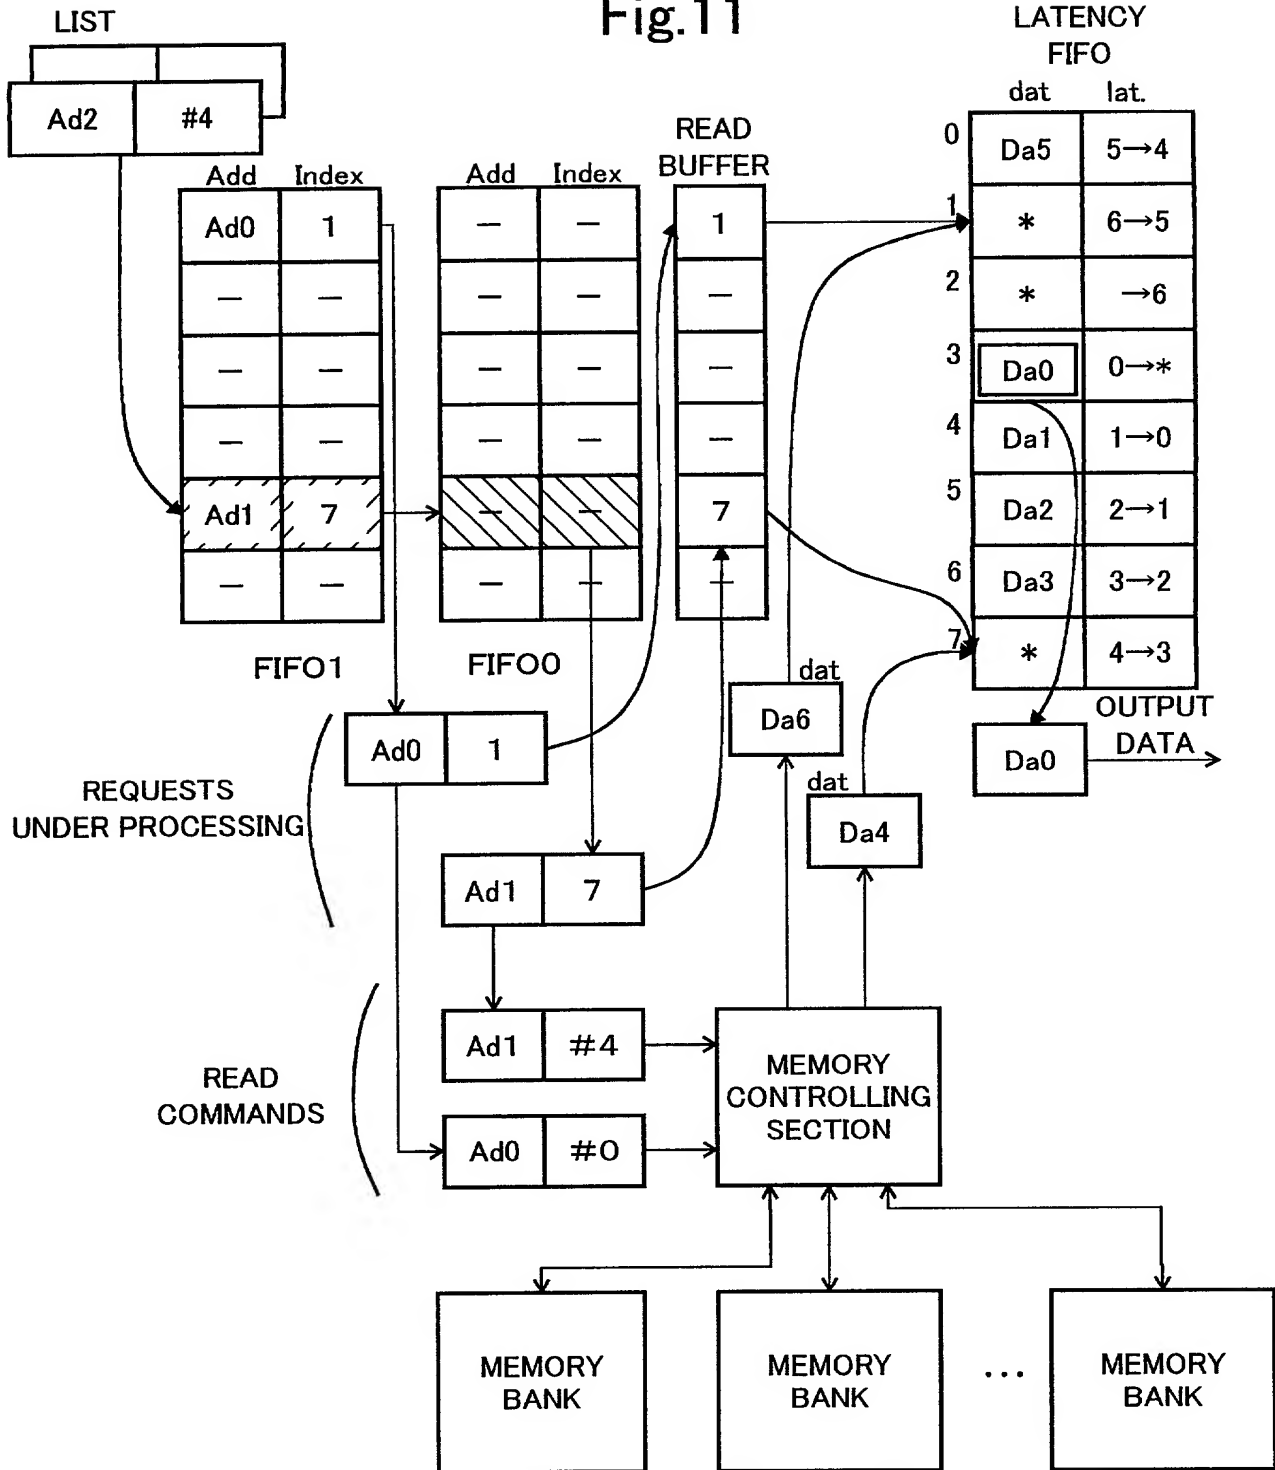 Fig.11
LIST
Ad2 #4
LATENCY
FIFO
dat lat.
0 Da5 5→4
1 * 6→5
2 * →6
3 Da0 0→*
4 Da1 1→0
5 Da2 2→1
6 Da3 3→2
7 * 4→3
Add Index
Ad0 1
— —
— —
— —
Ad1 7
— —
FIFO1
Add Index
— —
— —
— —
— —
— —
— —
FIFO0
READ
BUFFER
1
—
—
—
7
—
REQUESTS
UNDER PROCESSING
Ad0 1
Ad1 7
dat
Da6
dat
Da4
Da0
OUTPUT
DATA
READ
COMMANDS
Ad1 #4
Ad0 #0
MEMORY
CONTROLLING
SECTION
MEMORY
BANK
MEMORY
BANK
...
MEMORY
BANK